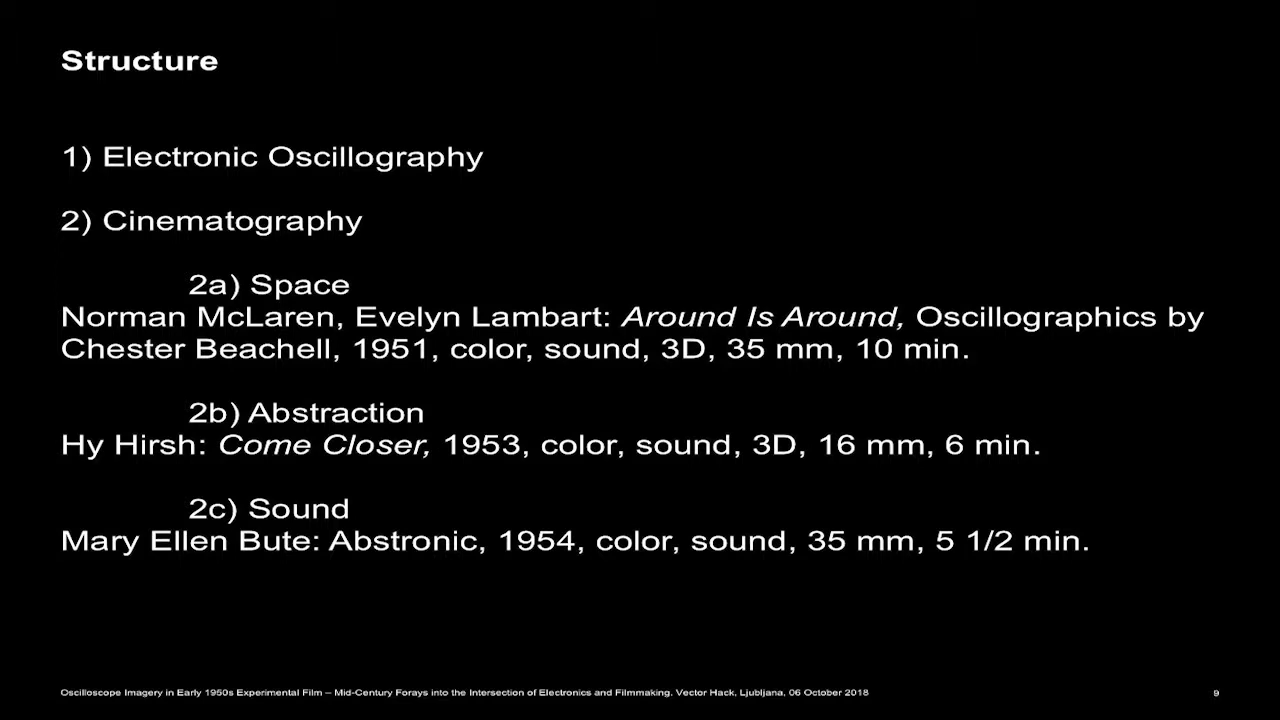 Structure
1) Electronic Oscillography
2) Cinematography
2a) Space
Norman McLaren, Evelyn Lambart: Around Is Around, Oscillographics by
Chester Beachell, 1951, color, sound, 3D, 35 mm, 10 min.
2b) Abstraction
Hy Hirsh: Come Closer, 1953, color, sound, 3D, 16 mm, 6 min.
2c) Sound
Mary Ellen Bute: Abstronic, 1954, color, sound, 35 mm, 5 1/2 min.
Oscilloscope Imagery in Early 1950s Experimental Film – Mid-Century Forays into the Intersection of Electronics and Filmmaking. Vector Hack, Ljubljana, 06 October 2018 9